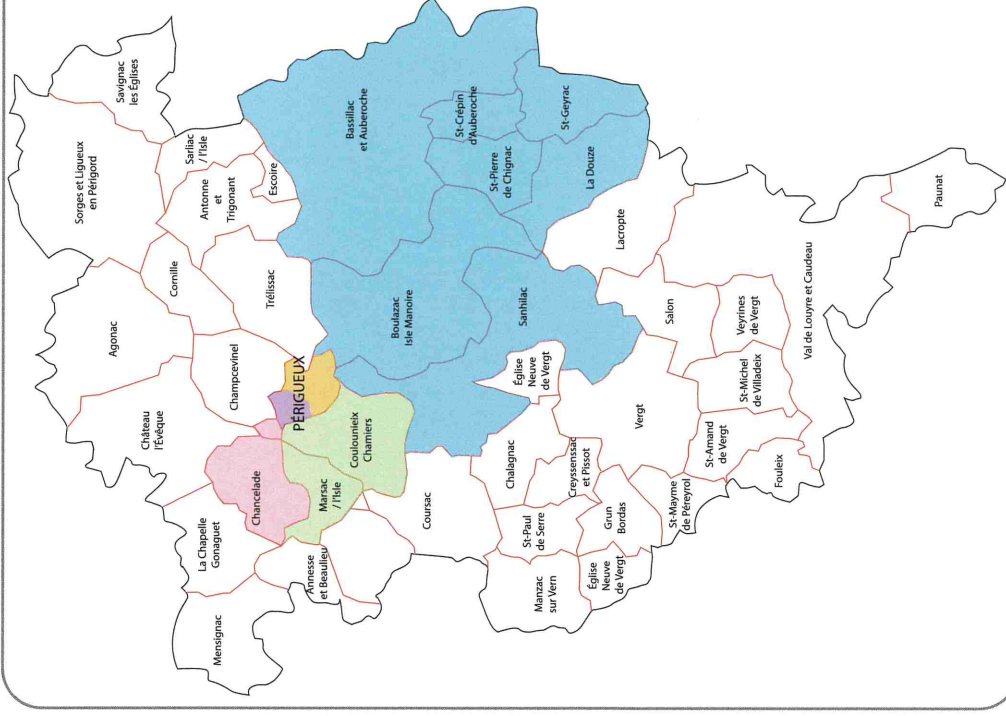 Savignac
les Églises
Sorges et Ligueux
en Périgord
Sarliac
/ l'Isle
Antonne
et
Trigonant
Escoire
Cornille
Agonac
Trélissac
Champcevinel
Château
l'Évêque
La Chapelle
Gonaguet
Mensignac
Chancelade
Annesse
et Beaulieu
Marsac
/ l'Isle
PÉRIGUEUX
Coulounieix
Chamiers
Bassillac
et Auberoche
St-Crépin
d'Auberoche
St-Geyrac
St-Pierre
de Chignac
La Douze
Boulazac
Isle Manoire
Sanhilac
Église
Neuve
de Vergt
Coursac
Chalagnac
Creyssenssac
et Pissot
St-Paul
de Serre
Grun
Bordas
Manzac
sur Vern
Église
Neuve
de Vergt
St-Mayme
de Péreyrol
Vergt
Lacropte
Salon
Veyrines
de Vergt
St-Michel
de Villadeix
St-Amand
de Vergt
Fouleix
Val de Louyre et Caudeau
Paunat